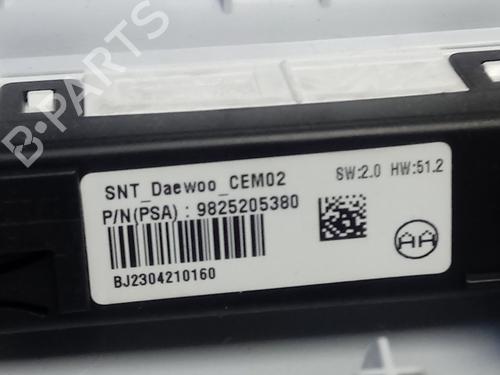 B-PARTS
SNT_Daewoo_CEM02 SW:2.0 HW:51.2
P/N(PSA) : 9825205380
AA
BJ2304210160